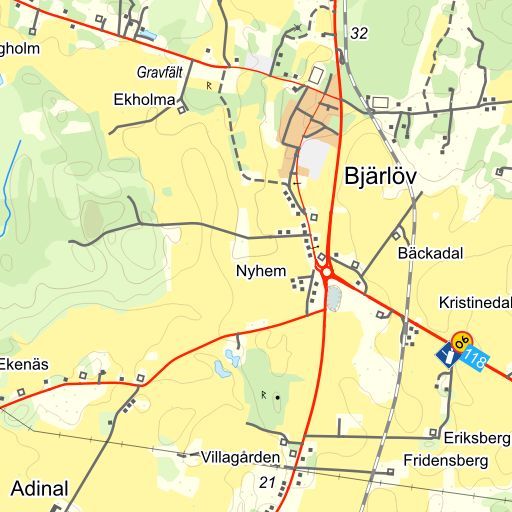 32
gholm
Gravfält
R
Ekholma
Bjärlöv
Bäckadal
Nyhem
Kristinedal
118
Ekenäs
R
Eriksberg
Villagården
Fridensberg
Adinal
21